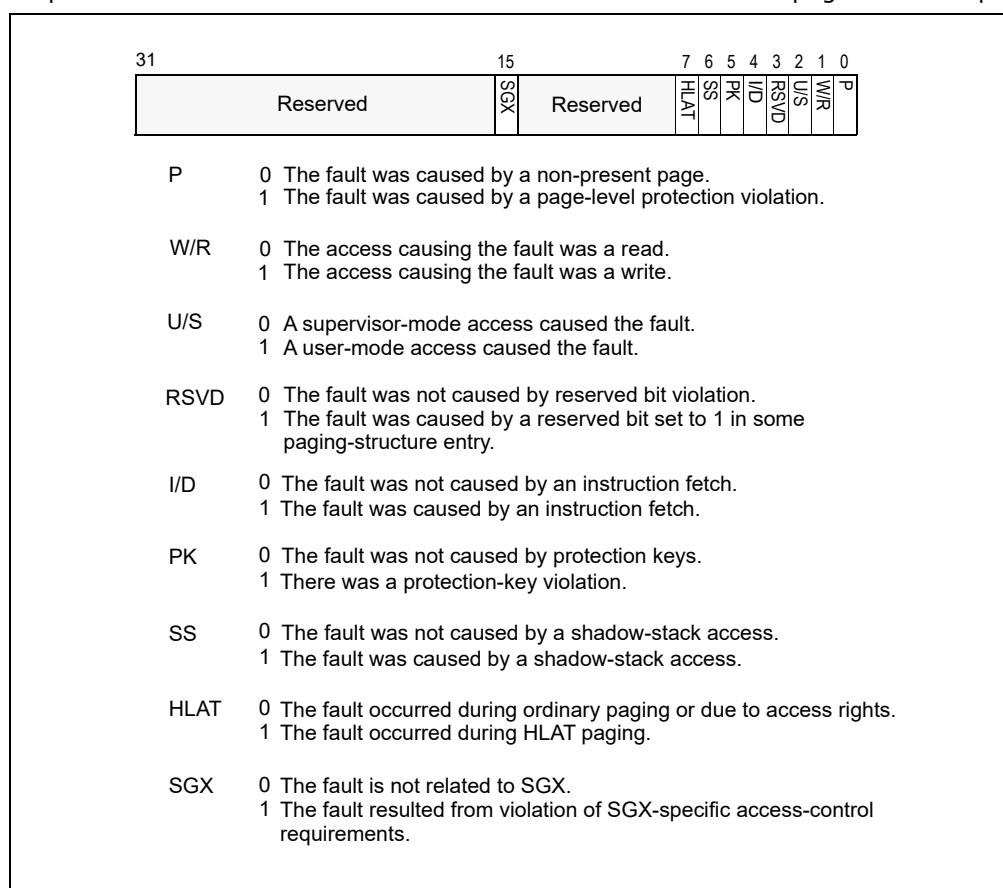 31 15 7 6 5 4 3 2 1 0
Reserved SGX Reserved HLAT SS PK I/D RSVD U/S W/R P
P 0 The fault was caused by a non-present page.
1 The fault was caused by a page-level protection violation.
W/R 0 The access causing the fault was a read.
1 The access causing the fault was a write.
U/S 0 A supervisor-mode access caused the fault.
1 A user-mode access caused the fault.
RSVD 0 The fault was not caused by reserved bit violation.
1 The fault was caused by a reserved bit set to 1 in some
paging-structure entry.
I/D 0 The fault was not caused by an instruction fetch.
1 The fault was caused by an instruction fetch.
PK 0 The fault was not caused by protection keys.
1 There was a protection-key violation.
SS 0 The fault was not caused by a shadow-stack access.
1 The fault was caused by a shadow-stack access.
HLAT 0 The fault occurred during ordinary paging or due to access rights.
1 The fault occurred during HLAT paging.
SGX 0 The fault is not related to SGX.
1 The fault resulted from violation of SGX-specific access-control
requirements.